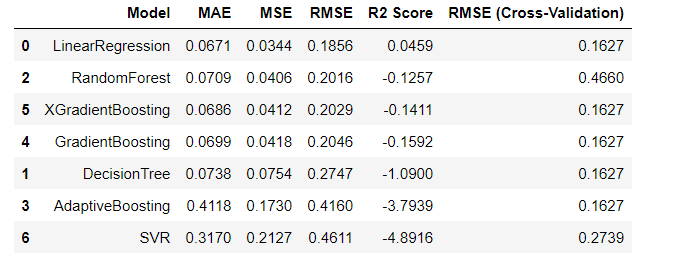 Model MAE MSE RMSE R2 Score RMSE (Cross-Validation)
0 LinearRegression 0.0671 0.0344 0.1856 0.0459 0.1627
2 RandomForest 0.0709 0.0406 0.2016 -0.1257 0.4660
5 XGradientBoosting 0.0686 0.0412 0.2029 -0.1411 0.1627
4 GradientBoosting 0.0699 0.0418 0.2046 -0.1592 0.1627
1 DecisionTree 0.0738 0.0754 0.2747 -1.0900 0.1627
3 AdaptiveBoosting 0.4118 0.1730 0.4160 -3.7939 0.1627
6 SVR 0.3170 0.2127 0.4611 -4.8916 0.2739